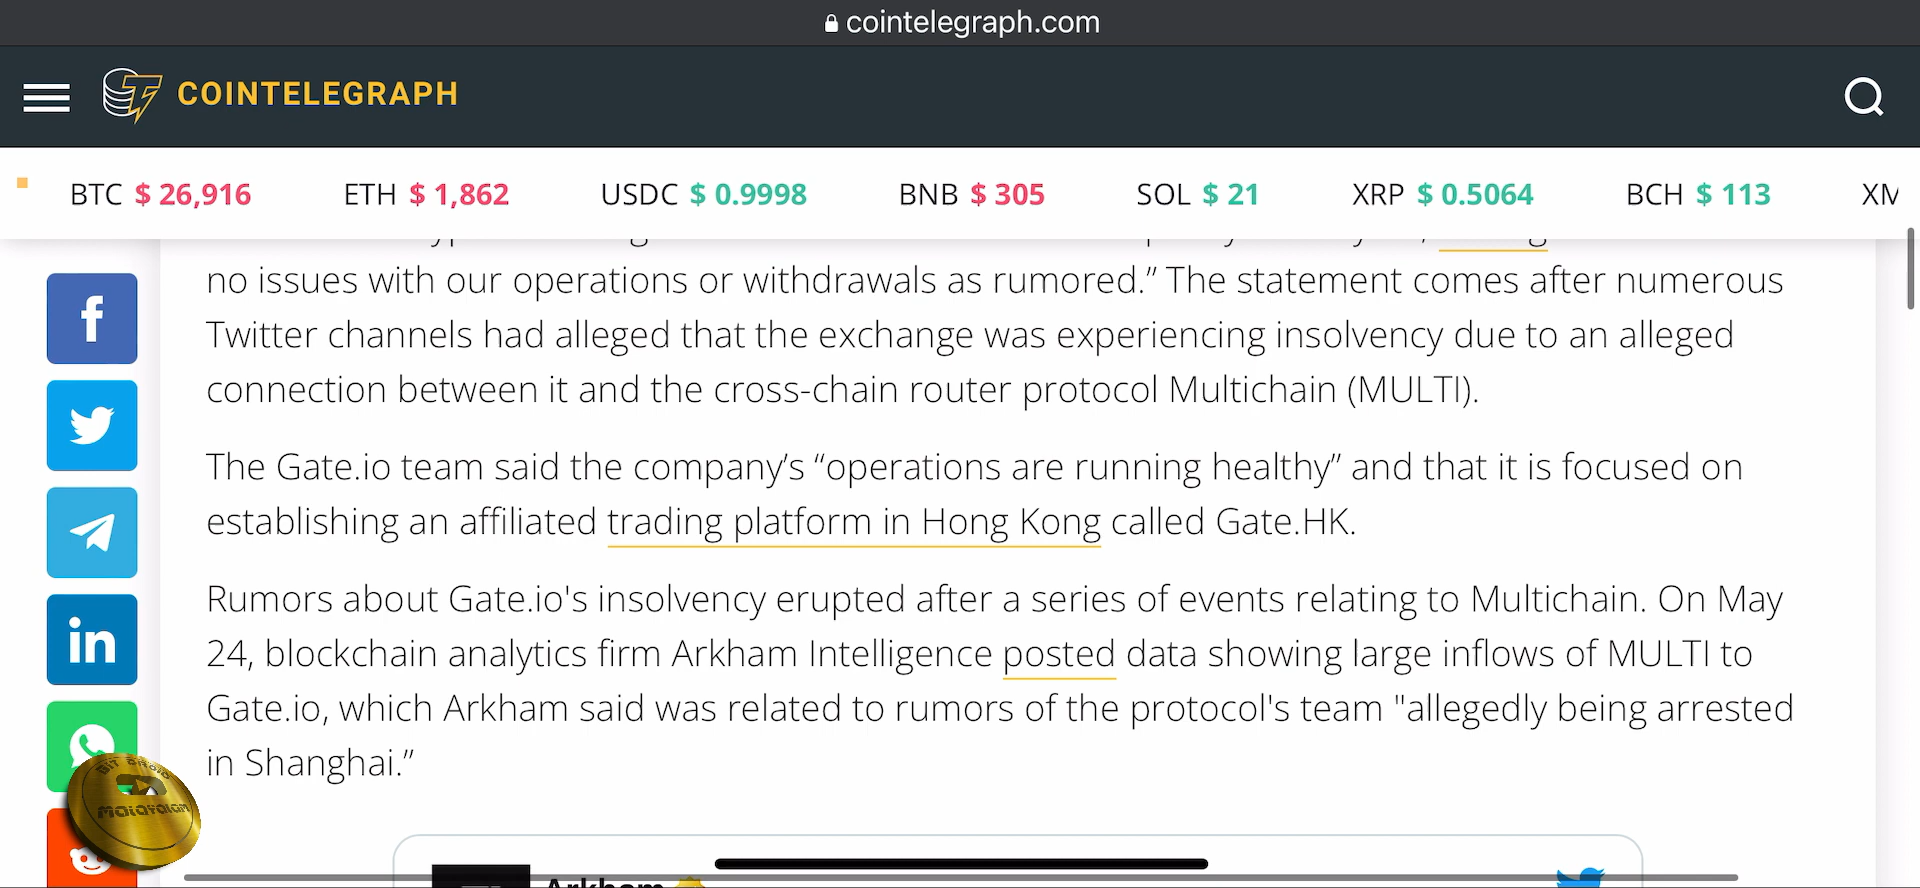 cointelegraph.com
COINTELEGRAPH
BTC $ 26,916 ETH $ 1,862 USDC $ 0.9998 BNB $ 305 SOL $ 21 XRP $ 0.5064 BCH $ 113 XM
no issues with our operations or withdrawals as rumored.” The statement comes after numerous
Twitter channels had alleged that the exchange was experiencing insolvency due to an alleged
connection between it and the cross-chain router protocol Multichain (MULTI).
The Gate.io team said the company’s “operations are running healthy” and that it is focused on
establishing an affiliated trading platform in Hong Kong called Gate.HK.
Rumors about Gate.io's insolvency erupted after a series of events relating to Multichain. On May
24, blockchain analytics firm Arkham Intelligence posted data showing large inflows of MULTI to
Gate.io, which Arkham said was related to rumors of the protocol's team "allegedly being arrested
in Shanghai.”
BIT DROID
Malayalam
Arkham